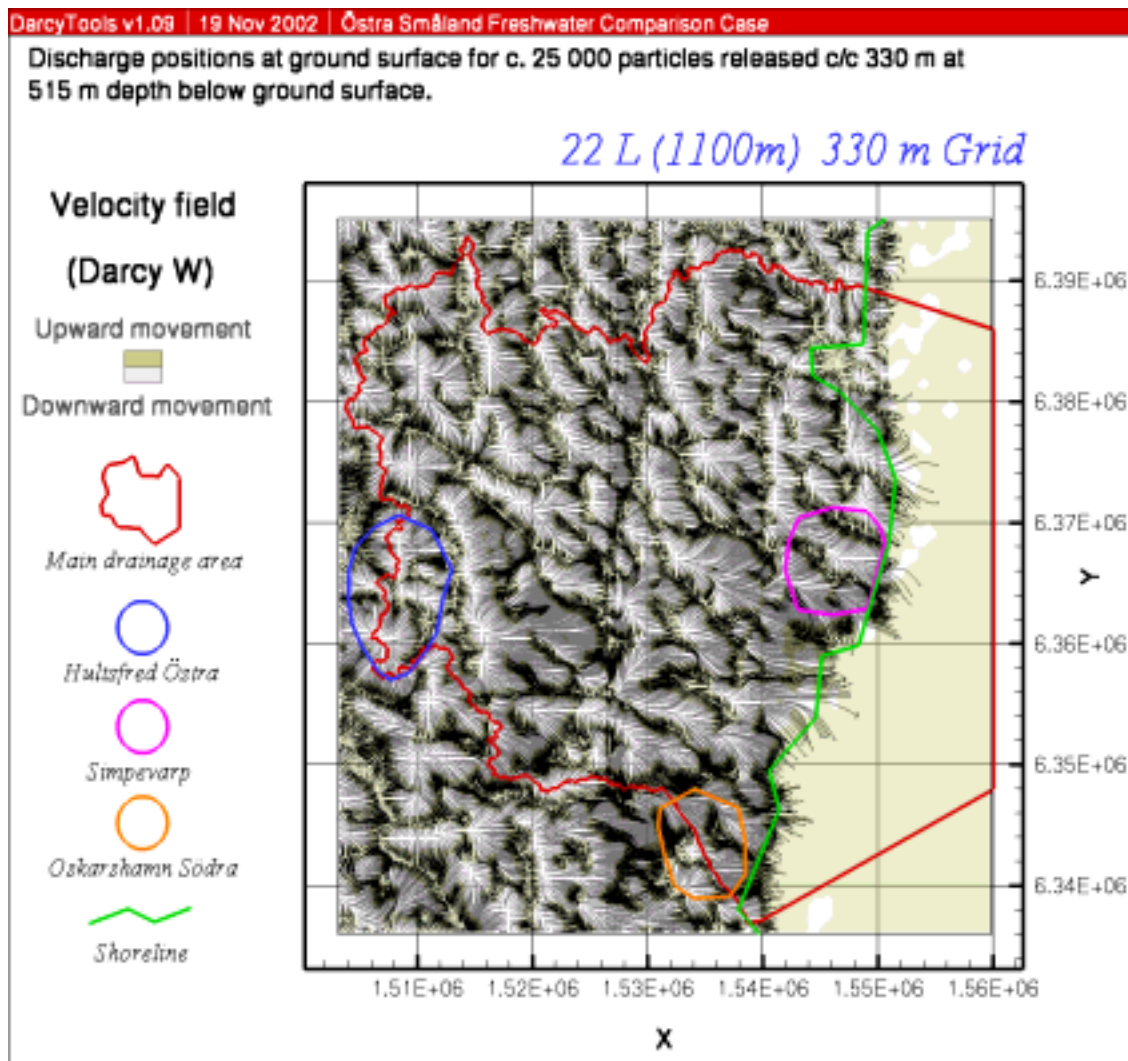 DarcyTools v1.09 | 19 Nov 2002 | Östra Småland Freshwater Comparison Case
Discharge positions at ground surface for c. 25 000 particles released c/c 330 m at
515 m depth below ground surface.
22 L (1100m) 330 m Grid
Velocity field
(Darcy W)
Upward movement
Downward movement
Main drainage area
Hultsfred Östra
Simpevarp
Oskarshamn Södra
Shoreline
6.39E+06
6.38E+06
6.37E+06
6.36E+06
6.35E+06
6.34E+06
Y
1.51E+06 1.52E+06 1.53E+06 1.54E+06 1.55E+06 1.56E+06
X